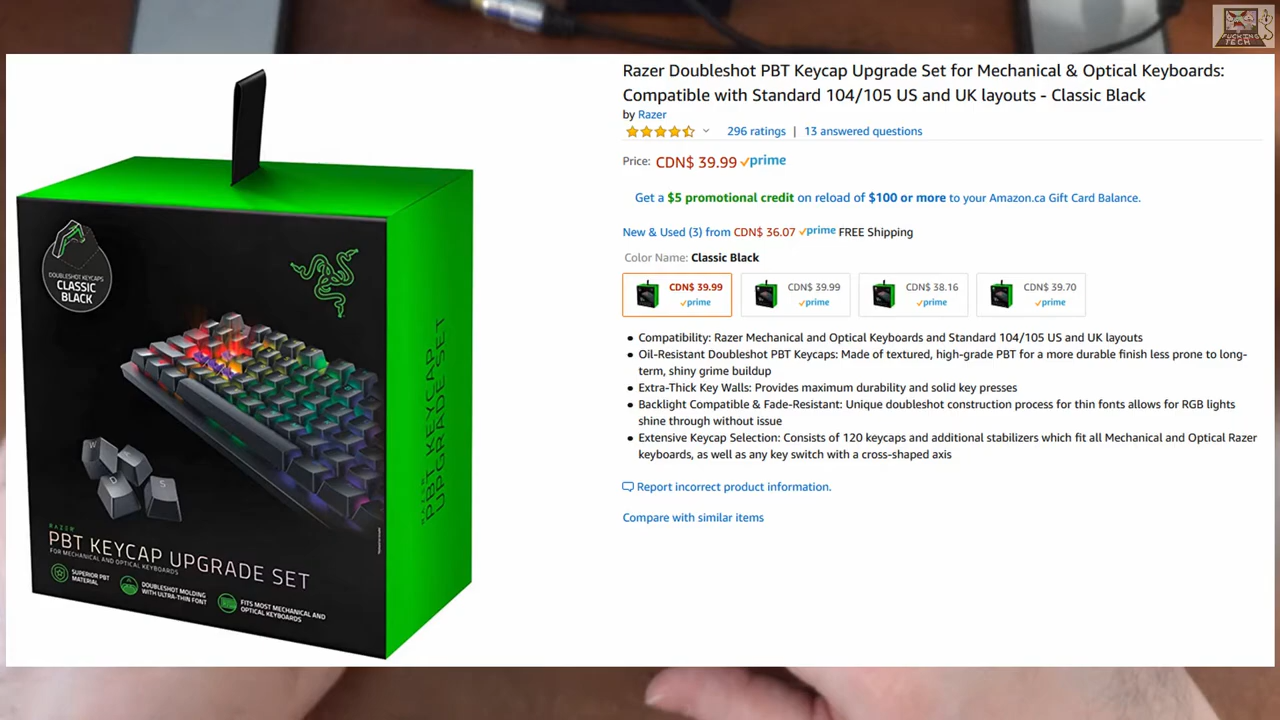 FUCKING
TECH
Razer Doubleshot PBT Keycap Upgrade Set for Mechanical & Optical Keyboards:
Compatible with Standard 104/105 US and UK layouts - Classic Black
by Razer
296 ratings | 13 answered questions
Price: CDN$ 39.99 prime
Get a $5 promotional credit on reload of $100 or more to your Amazon.ca Gift Card Balance.
New & Used (3) from CDN$ 36.07 prime FREE Shipping
Color Name: Classic Black
CDN$ 39.99 prime
CDN$ 39.99 prime
CDN$ 38.16 prime
CDN$ 39.70 prime
Compatibility: Razer Mechanical and Optical Keyboards and Standard 104/105 US and UK layouts
Oil-Resistant Doubleshot PBT Keycaps: Made of textured, high-grade PBT for a more durable finish less prone to long-
term, shiny grime buildup
Extra-Thick Key Walls: Provides maximum durability and solid key presses
Backlight Compatible & Fade-Resistant: Unique doubleshot construction process for thin fonts allows for RGB lights
shine through without issue
Extensive Keycap Selection: Consists of 120 keycaps and additional stabilizers which fit all Mechanical and Optical Razer
keyboards, as well as any key switch with a cross-shaped axis
Report incorrect product information.
Compare with similar items
DOUBLESHOT KEYCAPS
CLASSIC
BLACK
W
D
S
RAZER
PBT KEYCAP UPGRADE SET
FOR MECHANICAL AND OPTICAL KEYBOARDS
SUPERIOR PBT
MATERIAL
DOUBLESHOT MOLDING
WITH ULTRA-THIN FONT
FITS MOST MECHANICAL AND
OPTICAL KEYBOARDS
RAZER
PBT KEYCAP
UPGRADE SET